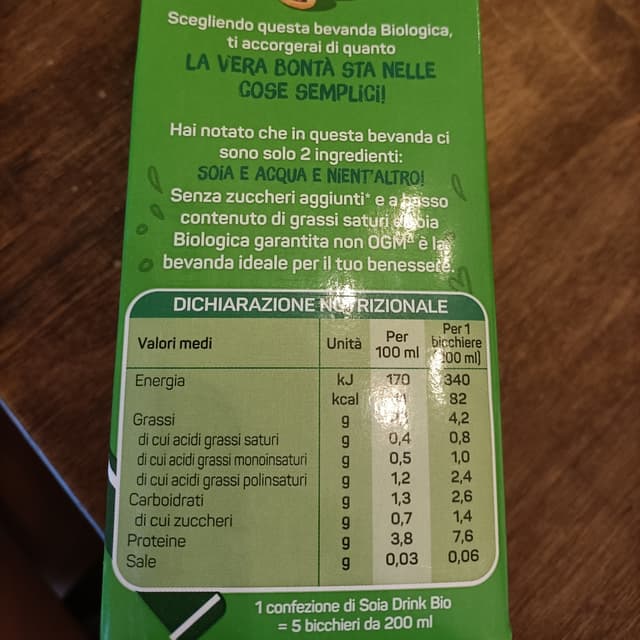 Scegliendo questa bevanda Biologica,
ti accorgerai di quanto
LA VERA BONTÀ STA NELLE
COSE SEMPLICI!
Hai notato che in questa bevanda ci
sono solo 2 ingredienti:
SOIA E ACQUA E NIENT'ALTRO!
Senza zuccheri aggiunti* e a basso
contenuto di grassi saturi
Biologica garantita non OGM è la
bevanda ideale per il tuo benessere.
DICHIARAZIONE NUTRIZIONALE
Valori medi Unità Per 100 ml Per 1 bicchiere (200 ml)
Energia kJ 170 340
kcal 82
Grassi g 4,2
di cui acidi grassi saturi g 0,4 0,8
di cui acidi grassi monoinsaturi g 0,5 1,0
di cui acidi grassi polinsaturi g 1,2 2,4
Carboidrati g 1,3 2,6
di cui zuccheri g 0,7 1,4
Proteine g 3,8 7,6
Sale g 0,03 0,06
1 confezione di Soia Drink Bio
= 5 bicchieri da 200 ml